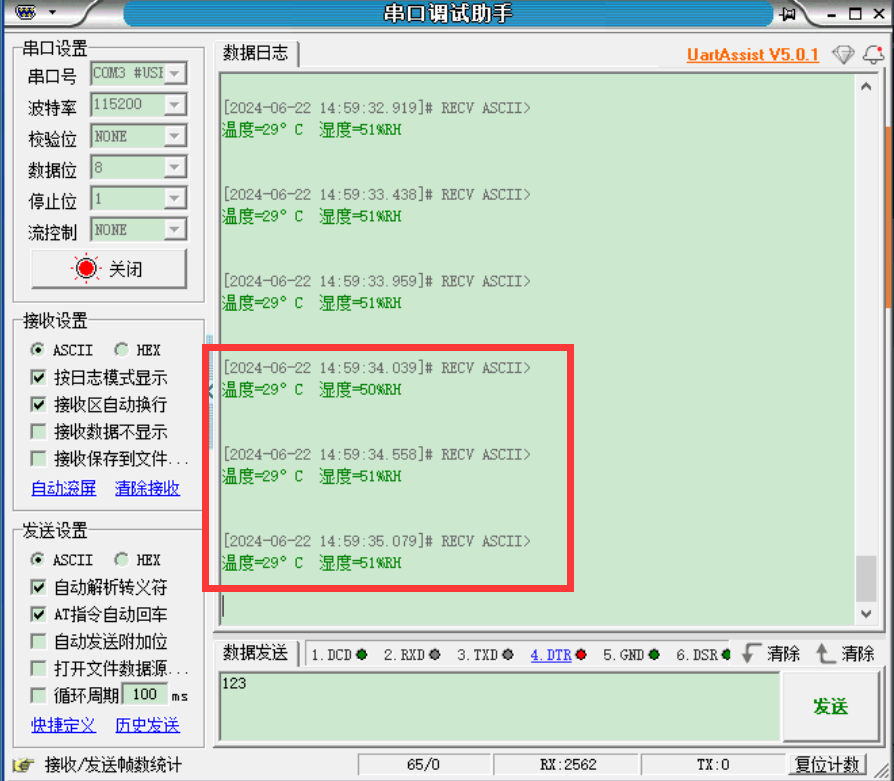 串口调试助手
串口设置
串口号 COM3 #USI
波特率 115200
校验位 NONE
数据位 8
停止位 1
流控制 NONE
关闭
接收设置
ASCII HEX
按日志模式显示
接收区自动换行
接收数据不显示
接收保存到文件...
自动滚屏 清除接收
发送设置
ASCII HEX
自动解析转义符
AT指令自动回车
自动发送附加位
打开文件数据源...
循环周期 100 ms
快捷定义 历史发送
数据日志 UartAssist V5.0.1
[2024-06-22 14:59:32.919]# RECV ASCII>
温度=29° C 湿度=51%RH
[2024-06-22 14:59:33.438]# RECV ASCII>
温度=29° C 湿度=51%RH
[2024-06-22 14:59:33.959]# RECV ASCII>
温度=29° C 湿度=51%RH
[2024-06-22 14:59:34.039]# RECV ASCII>
温度=29° C 湿度=50%RH
[2024-06-22 14:59:34.558]# RECV ASCII>
温度=29° C 湿度=51%RH
[2024-06-22 14:59:35.079]# RECV ASCII>
温度=29° C 湿度=51%RH
数据发送 1.DCD 2.RXD 3.TXD 4.DTR 5.GND 6.DSR 清除 清除
123
发送
接收/发送帧数统计 65/0 RX:2562 TX:0 复位计数